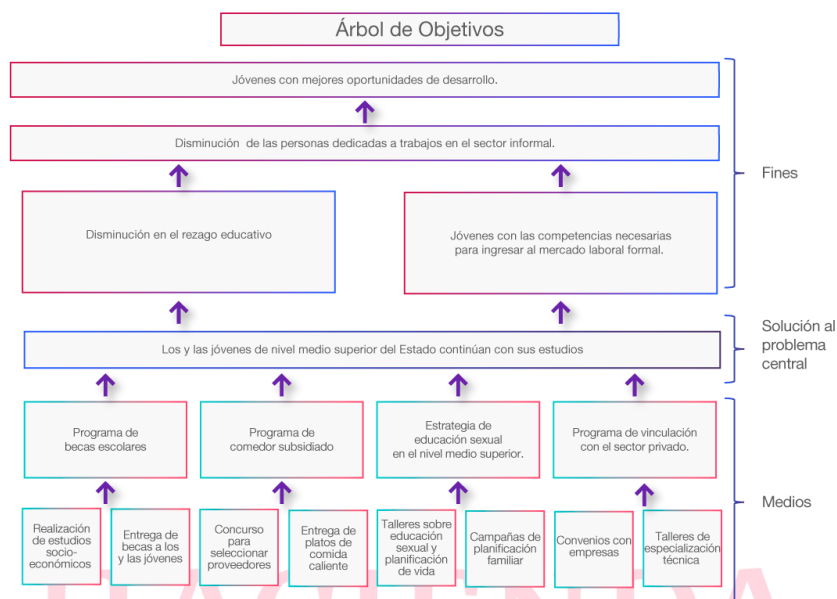 Árbol de Objetivos
Jóvenes con mejores oportunidades de desarrollo.
Disminución de las personas dedicadas a trabajos en el sector informal.
Fines
Disminución en el rezago educativo
Jóvenes con las competencias necesarias
para ingresar al mercado laboral formal.
Los y las jóvenes de nivel medio superior del Estado continúan con sus estudios
Solución al
problema
central
Programa de
becas escolares
Programa de
comedor subsidiado
Estrategia de
educación sexual
en el nivel medio superior.
Programa de vinculación
con el sector privado.
Medios
Realización
de estudios
socio-
económicos
Entrega de
becas a los
y las jóvenes
Concurso
para
seleccionar
proveedores
Entrega de
platos de
comida
caliente
Talleres sobre
educación
sexual y
planificación
de vida
Campañas de
planificación
familiar
Convenios con
empresas
Talleres de
especialización
técnica